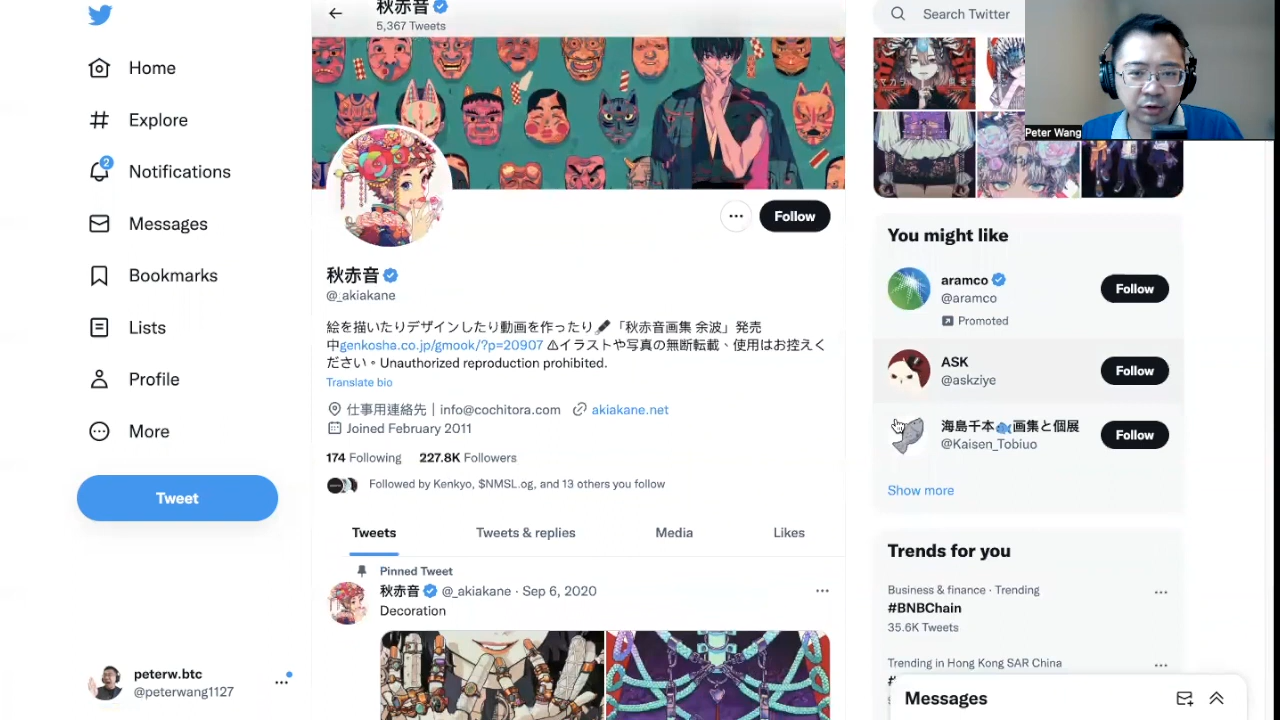 Home
Explore
2
Notifications
Messages
Bookmarks
Lists
Profile
More
Tweet
peterw.btc
@peterwang1127
秋赤音
5,367 Tweets
Follow
秋赤音
@_akiakane
絵を描いたりデザインしたり動画を作ったり🖋「秋赤音画集 余波」発売
中genkosha.co.jp/gmook/?p=20907 ⚠イラストや写真の無断転載、使用はお控えく
ださい。Unauthorized reproduction prohibited.
Translate bio
仕事用連絡先｜info@cochitora.com akiakane.net
Joined February 2011
174 Following 227.8K Followers
Followed by Kenkyo, $NMSL.og, and 13 others you follow
Tweets Tweets & replies Media Likes
Pinned Tweet
秋赤音 @_akiakane · Sep 6, 2020
Decoration
Search Twitter
Peter Wang
You might like
aramco
@aramco
Promoted
Follow
ASK
@askziye
Follow
海島千本🐟画集と個展
@Kaisen_Tobiuo
Follow
Show more
Trends for you
Business & finance · Trending
#BNBChain
35.6K Tweets
Trending in Hong Kong SAR China
Messages